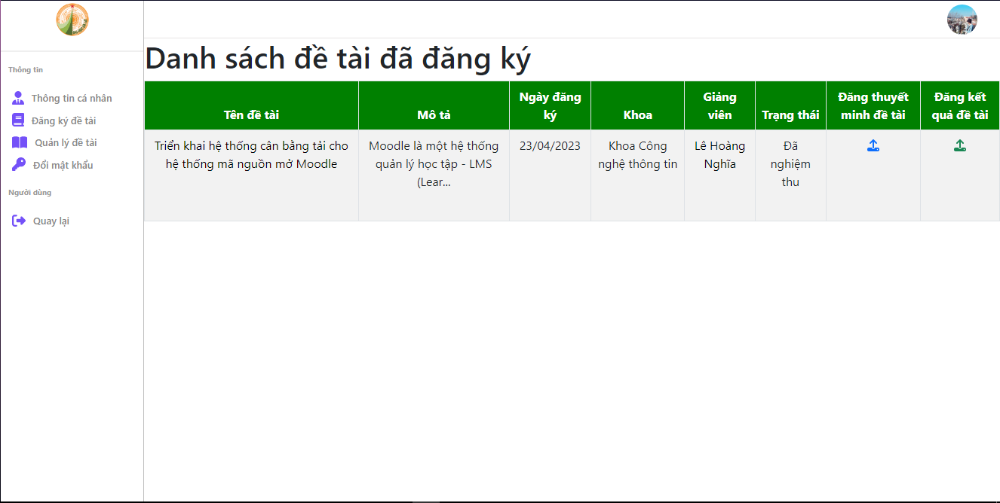 Thông tin
Thông tin cá nhân
Đăng ký đề tài
Quản lý đề tài
Đổi mật khẩu
Người dùng
Quay lại
Danh sách đề tài đã đăng ký
Tên đề tài
Mô tả
Ngày đăng
ký
Khoa
Giảng
viên
Trạng thái
Đăng thuyết
minh đề tài
Đăng kết
quả đề tài
Triển khai hệ thống cân bằng tải cho
hệ thống mã nguồn mở Moodle
Moodle là một hệ thống
quản lý học tập - LMS
(Lear...
23/04/2023
Khoa Công
nghệ thông tin
Lê Hoàng
Nghĩa
Đã
nghiệm
thu